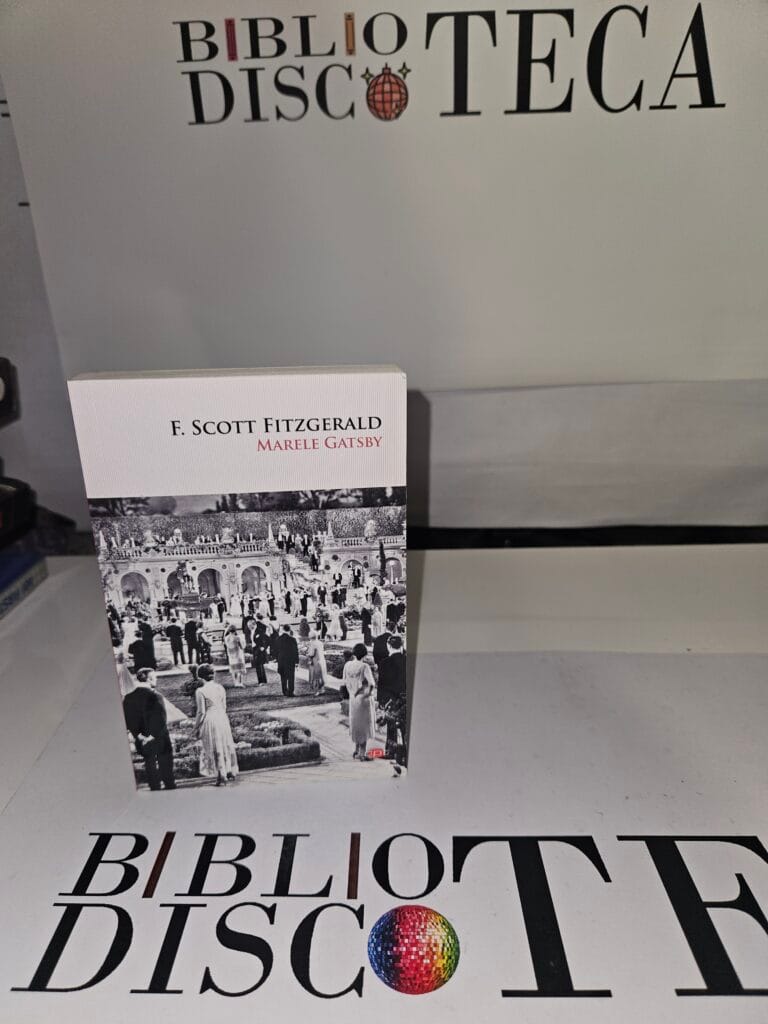 BIBLIO
DISCOTECA
F. SCOTT FITZGERALD
MARELE GATSBY
BIBLIO
DISCOTE